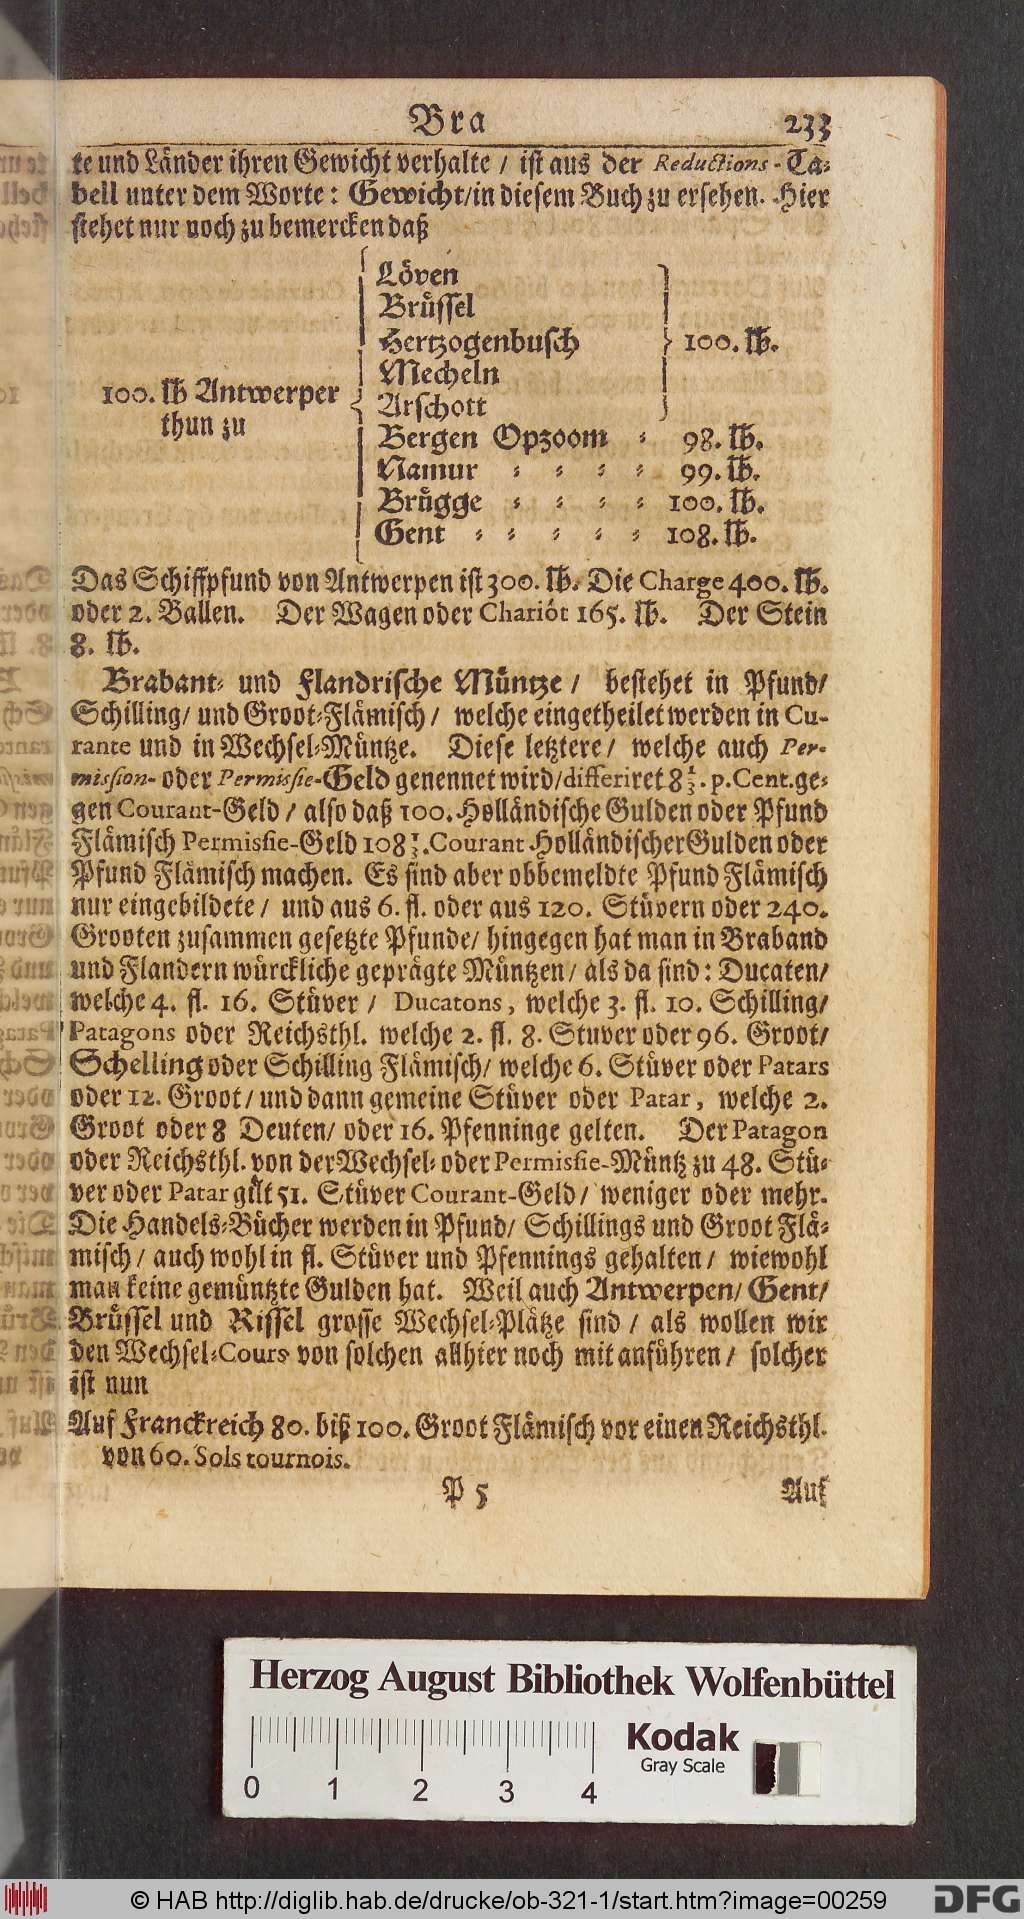 Bra 233
te und Länder ihren Gewicht verhalte / ist aus der Reductions-Ta-
bell unter dem Worte: Gewicht/in diesem Buch zu ersehen. Hier
stehet nur noch zu bemercken daß
100. lb Antwerper
thun zu
Löven
Brüssel
Hertzogenbusch
Mecheln
Arschott
100. lb.
Bergen Opzoom - 98. lb.
Namur - - - - 99. lb.
Brügge - - - - 100. lb.
Gent - - - - - 108. lb.
Das Schiffpfund von Antwerpen ist 300. lb. Die Charge 400. lb.
oder 2. Ballen. Der Wagen oder Chariót 165. lb. Der Stein
8. lb.
Brabant- und Flandrische Müntze / bestehet in Pfund/
Schilling/ und Groot-Flämisch / welche eingetheilet werden in Cu-
rante und in Wechsel-Müntze. Diese letztere / welche auch Per-
mission- oder Permissie-Geld genennet wird/differiret 8 1/3. p. Cent. ge-
gen Courant-Geld / also daß 100. Holländische Gulden oder Pfund
Flämisch Permissie-Geld 108 1/3. Courant Holländischer Gulden oder
Pfund Flämisch machen. Es sind aber obbemeldte Pfund Flämisch
nur eingebildete / und aus 6. fl. oder aus 120. Stüvern oder 240.
Grooten zusammen gesetzte Pfunde/ hingegen hat man in Braband
und Flandern würckliche geprägte Müntzen/ als da sind: Ducaten/
welche 4. fl. 16. Stüver / Ducatons, welche 3. fl. 10. Schilling/
Patagons oder Reichsthl. welche 2. fl. 8. Stuver oder 96. Groot/
Schelling oder Schilling Flämisch/ welche 6. Stüver oder Patars
oder 12. Groot / und dann gemeine Stüver oder Patar, welche 2.
Groot oder 8 Deuten/ oder 16. Pfenninge gelten. Der Patagon
oder Reichsthl. von der Wechsel- oder Permissie-Müntz zu 48. Stü-
ver oder Patar gilt 51. Stüver Courant-Geld / weniger oder mehr.
Die Handels-Bücher werden in Pfund/ Schillings und Groot Flä-
misch / auch wohl in fl. Stüver und Pfennings gehalten / wiewohl
man keine gemüntzte Gulden hat. Weil auch Antwerpen/ Gent/
Brüssel und Rissel grosse Wechsel-Plätze sind / als wollen wir
den Wechsel-Cours von solchen allhier noch mit anführen / solcher
ist nun
Auf Franckreich 80. biß 100. Groot Flämisch vor einen Reichsthl.
von 60. Sols tournois.
P 5 Auf
Herzog August Bibliothek Wolfenbüttel
0 1 2 3 4
Kodak
Gray Scale
© HAB http://diglib.hab.de/drucke/ob-321-1/start.htm?image=00259
DFG